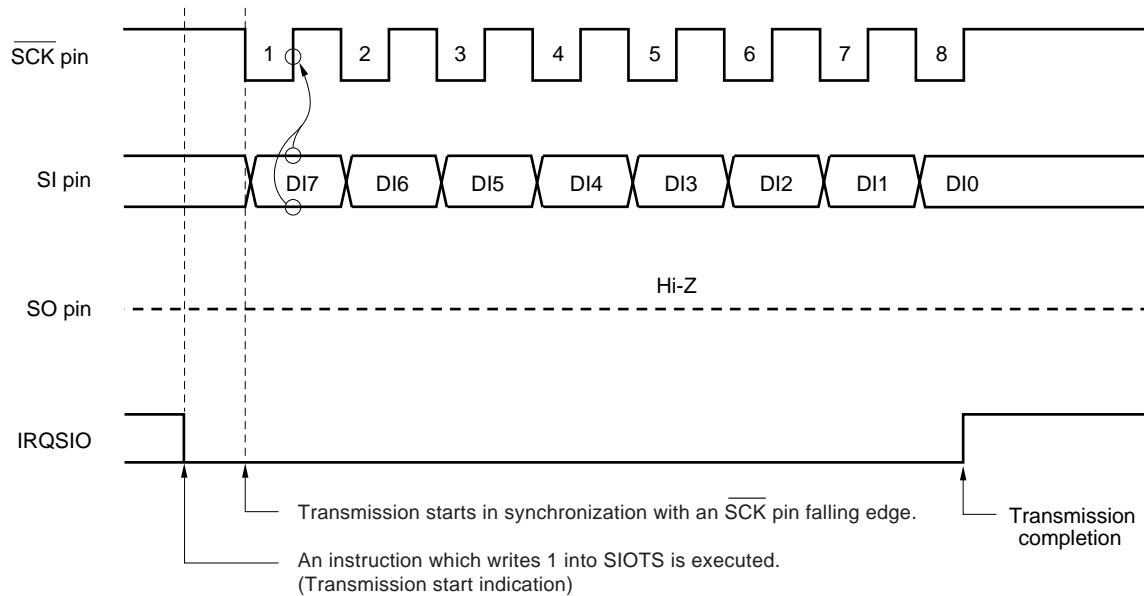 SCK pin
1 2 3 4 5 6 7 8
SI pin
DI7 DI6 DI5 DI4 DI3 DI2 DI1 DI0
Hi-Z
SO pin
IRQSIO
Transmission starts in synchronization with an SCK pin falling edge.
Transmission
completion
An instruction which writes 1 into SIOTS is executed.
(Transmission start indication)